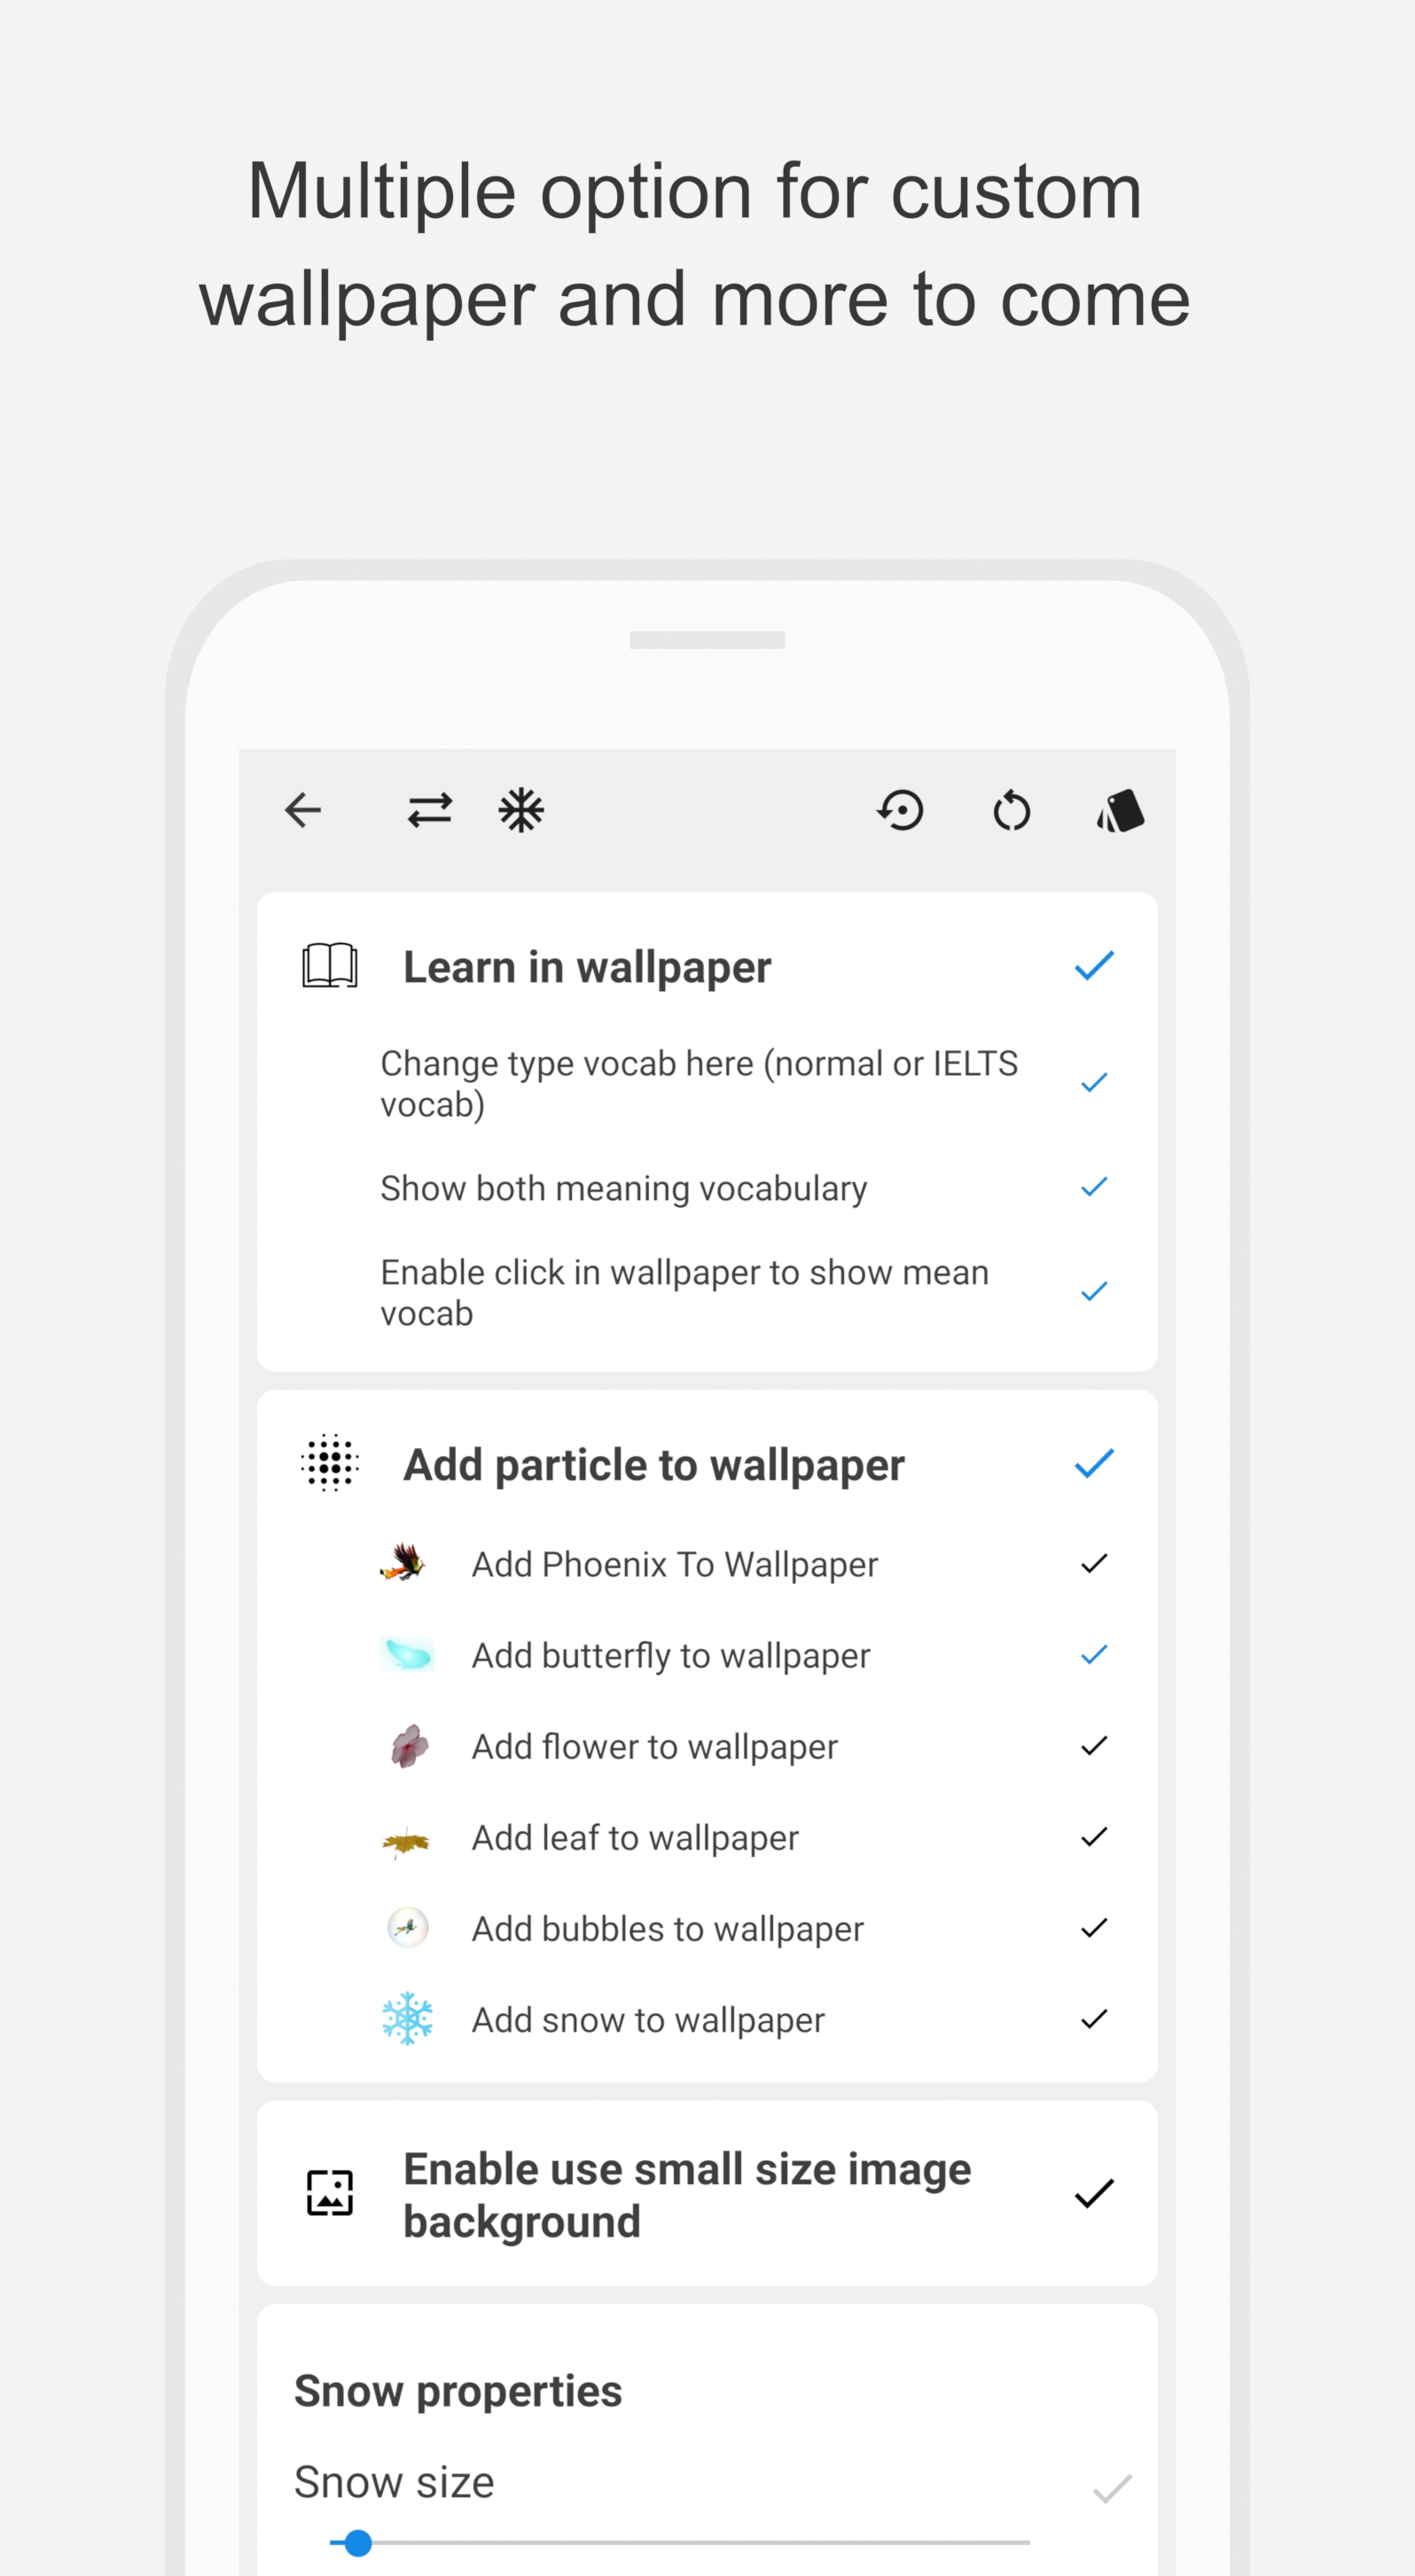 Multiple option for custom
wallpaper and more to come
Learn in wallpaper
Change type vocab here (normal or IELTS
vocab)
Show both meaning vocabulary
Enable click in wallpaper to show mean
vocab
Add particle to wallpaper
Add Phoenix To Wallpaper
Add butterfly to wallpaper
Add flower to wallpaper
Add leaf to wallpaper
Add bubbles to wallpaper
Add snow to wallpaper
Enable use small size image
background
Snow properties
Snow size